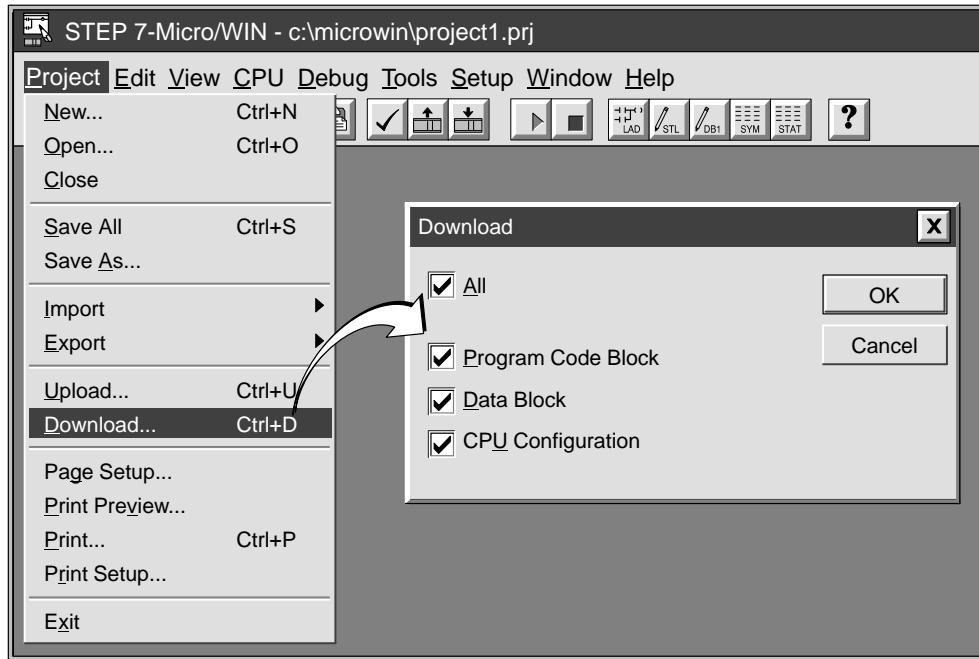 STEP 7-Micro/WIN - c:\microwin\project1.prj
Project Edit View CPU Debug Tools Setup Window Help
LAD STL DB1 SYM STAT ?
New... Ctrl+N
Open... Ctrl+O
Close
Save All Ctrl+S
Save As...
Import
Export
Upload... Ctrl+U
Download... Ctrl+D
Page Setup...
Print Preview...
Print... Ctrl+P
Print Setup...
Exit
Download X
All
Program Code Block
Data Block
CPU Configuration
OK
Cancel